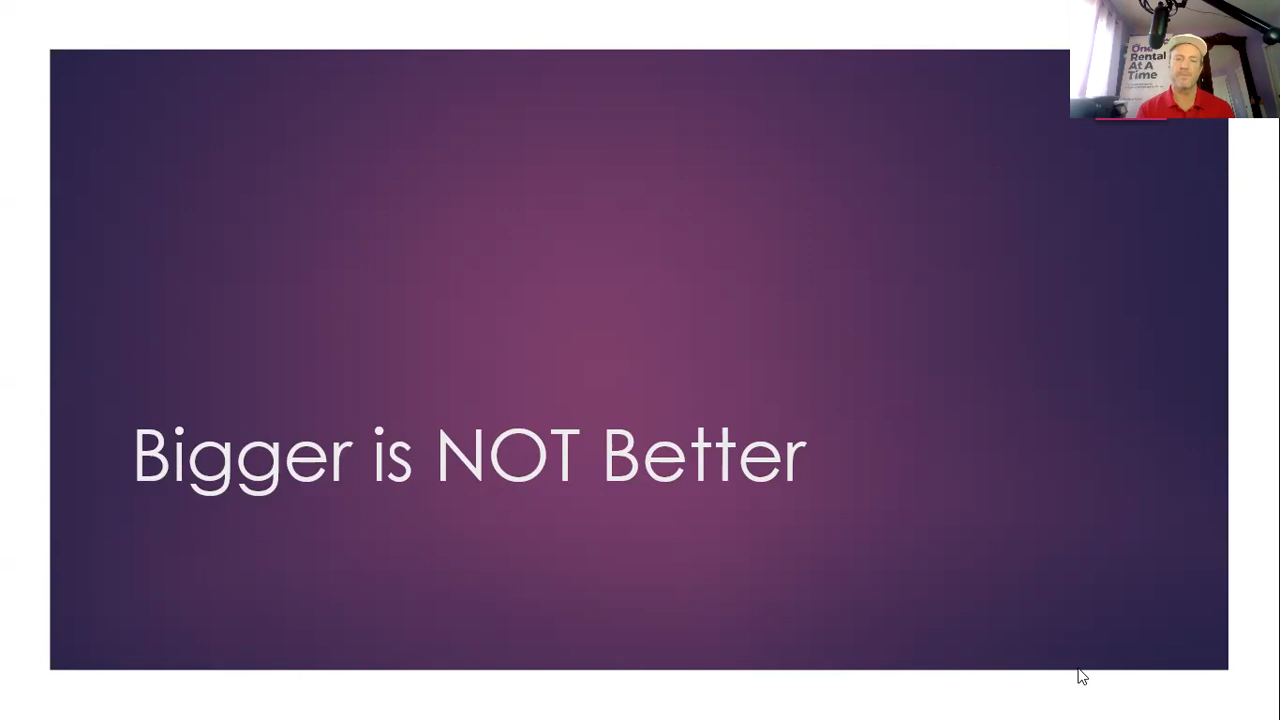 One
Rental
At A
Time
Bigger is NOT Better